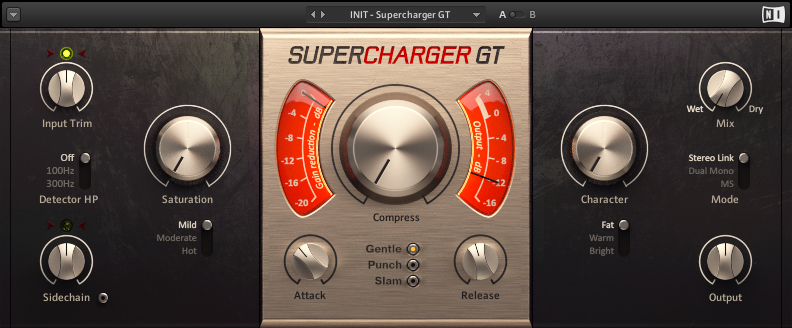 INIT - Supercharger GT
A B
NI
SUPERCHARGER GT
Input Trim
Off
100Hz
300Hz
Detector HP
Sidechain
Saturation
Mild
Moderate
Hot
-4
-8
-12
-16
-20
Gain reduction - dB
Compress
4
0
-4
-8
-12
-16
Output - dB
Attack
Gentle
Punch
Slam
Release
Character
Fat
Warm
Bright
Wet Dry
Mix
Stereo Link
Dual Mono
MS
Mode
Output